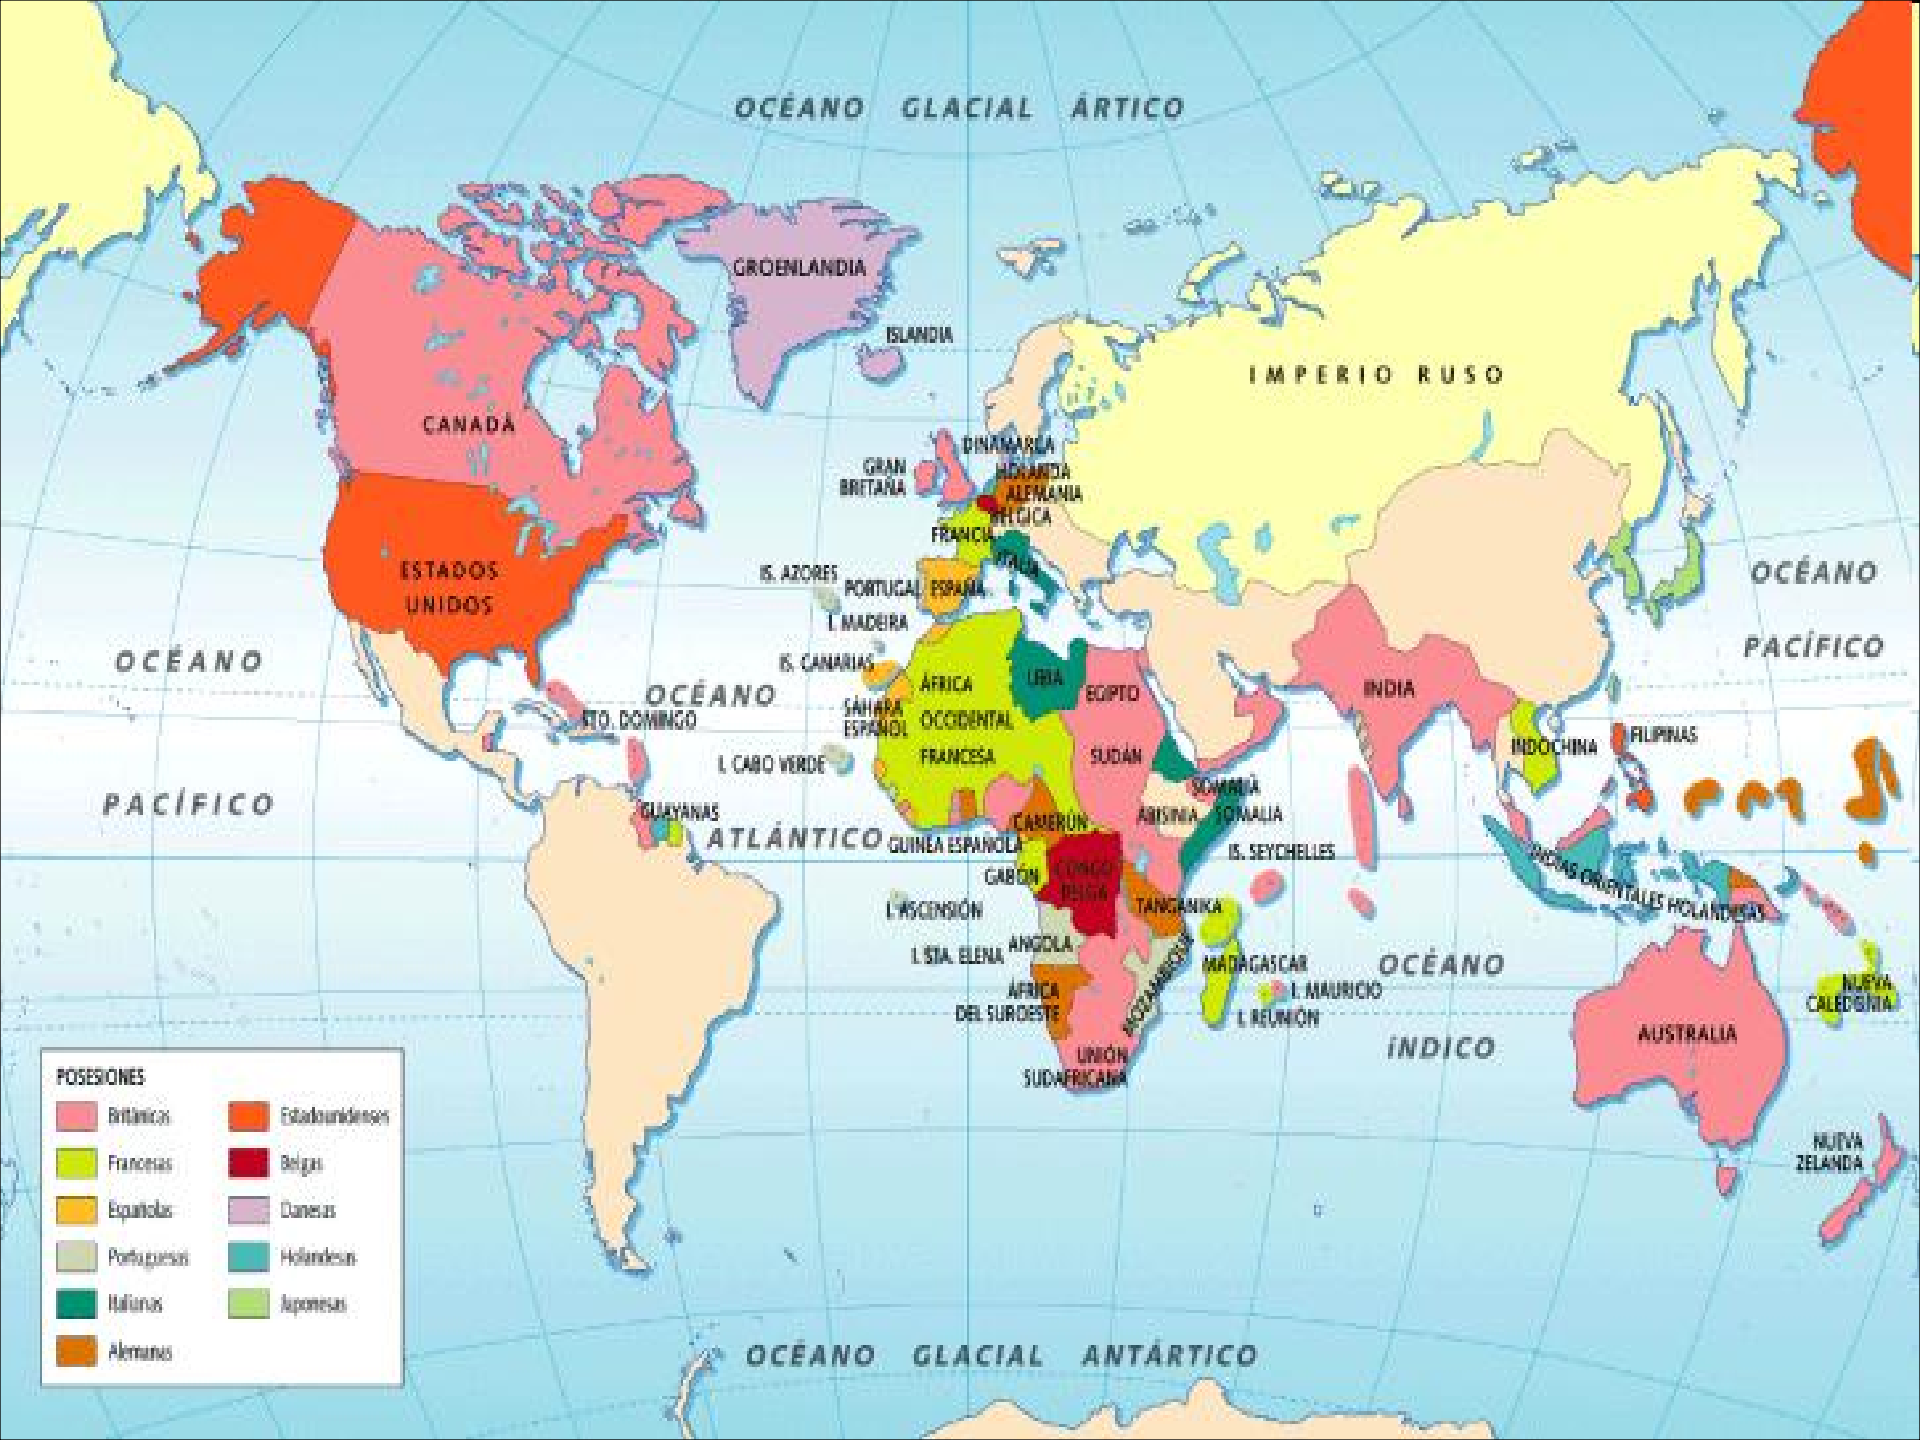 OCÉANO GLACIAL ÁRTICO
GROENLANDIA
ISLANDIA
IMPERIO RUSO
CANADÁ
DINAMARCA
HOLANDA
GRAN
BRETAÑA
ALEMANIA
BÉLGICA
FRANCIA
ITALIA
ESTADOS
UNIDOS
IS. AZORES
PORTUGAL
ESPAÑA
I. MADEIRA
OCÉANO
PACÍFICO
OCÉANO
PACÍFICO
IS. CANARIAS
ÁFRICA
OCCIDENTAL
FRANCESA
LIBIA
EGIPTO
INDIA
OCÉANO
ATLÁNTICO
SÁHARA
ESPAÑOL
STO. DOMINGO
I. CABO VERDE
SUDÁN
INDOCHINA
FILIPINAS
SOMALIA
ABISINIA
SOMALIA
GUAYANAS
CAMERÚN
GUINEA ESPAÑOLA
IS. SEYCHELLES
GABÓN
CONGO
BELGA
INDIAS ORIENTALES HOLANDESAS
TANGANIKA
I. ASCENSIÓN
ANGOLA
I. STA. ELENA
MOZAMBIQUE
MADAGASCAR
OCÉANO
ÍNDICO
ÁFRICA
DEL SUROESTE
I. MAURICIO
I. REUNIÓN
NUEVA
CALEDONIA
AUSTRALIA
UNIÓN
SUDAFRICANA
NUEVA
ZELANDA
POSESIONES
Británicas
Estadounidenses
Francesas
Belgas
Españolas
Danesas
Portuguesas
Holandesas
Italianas
Japonesas
Alemanas
OCÉANO GLACIAL ANTÁRTICO